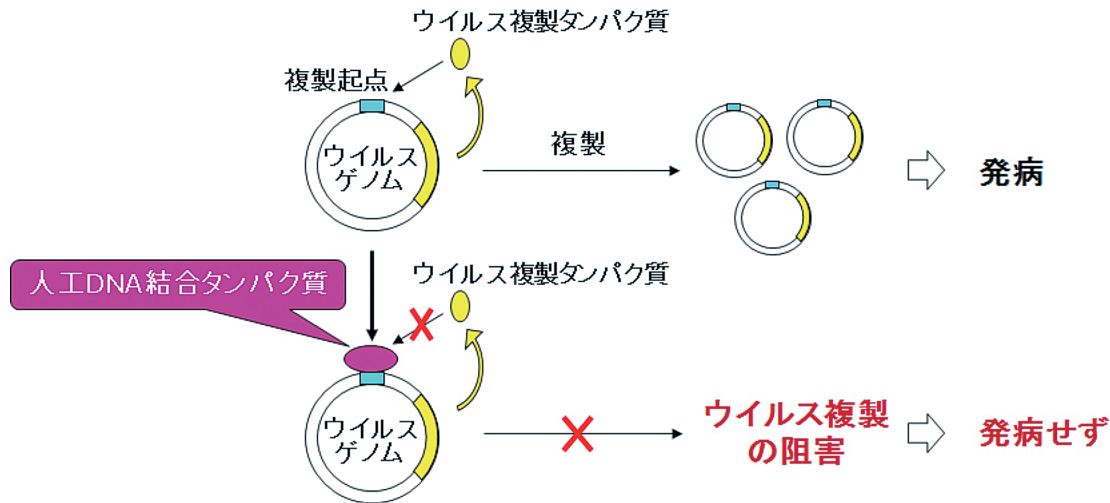 ウイルス複製タンパク質
複製起点
ウイルス
ゲノム
複製
発病
人工DNA結合タンパク質
ウイルス複製タンパク質
ウイルス
ゲノム
ウイルス複製
の阻害
発病せず